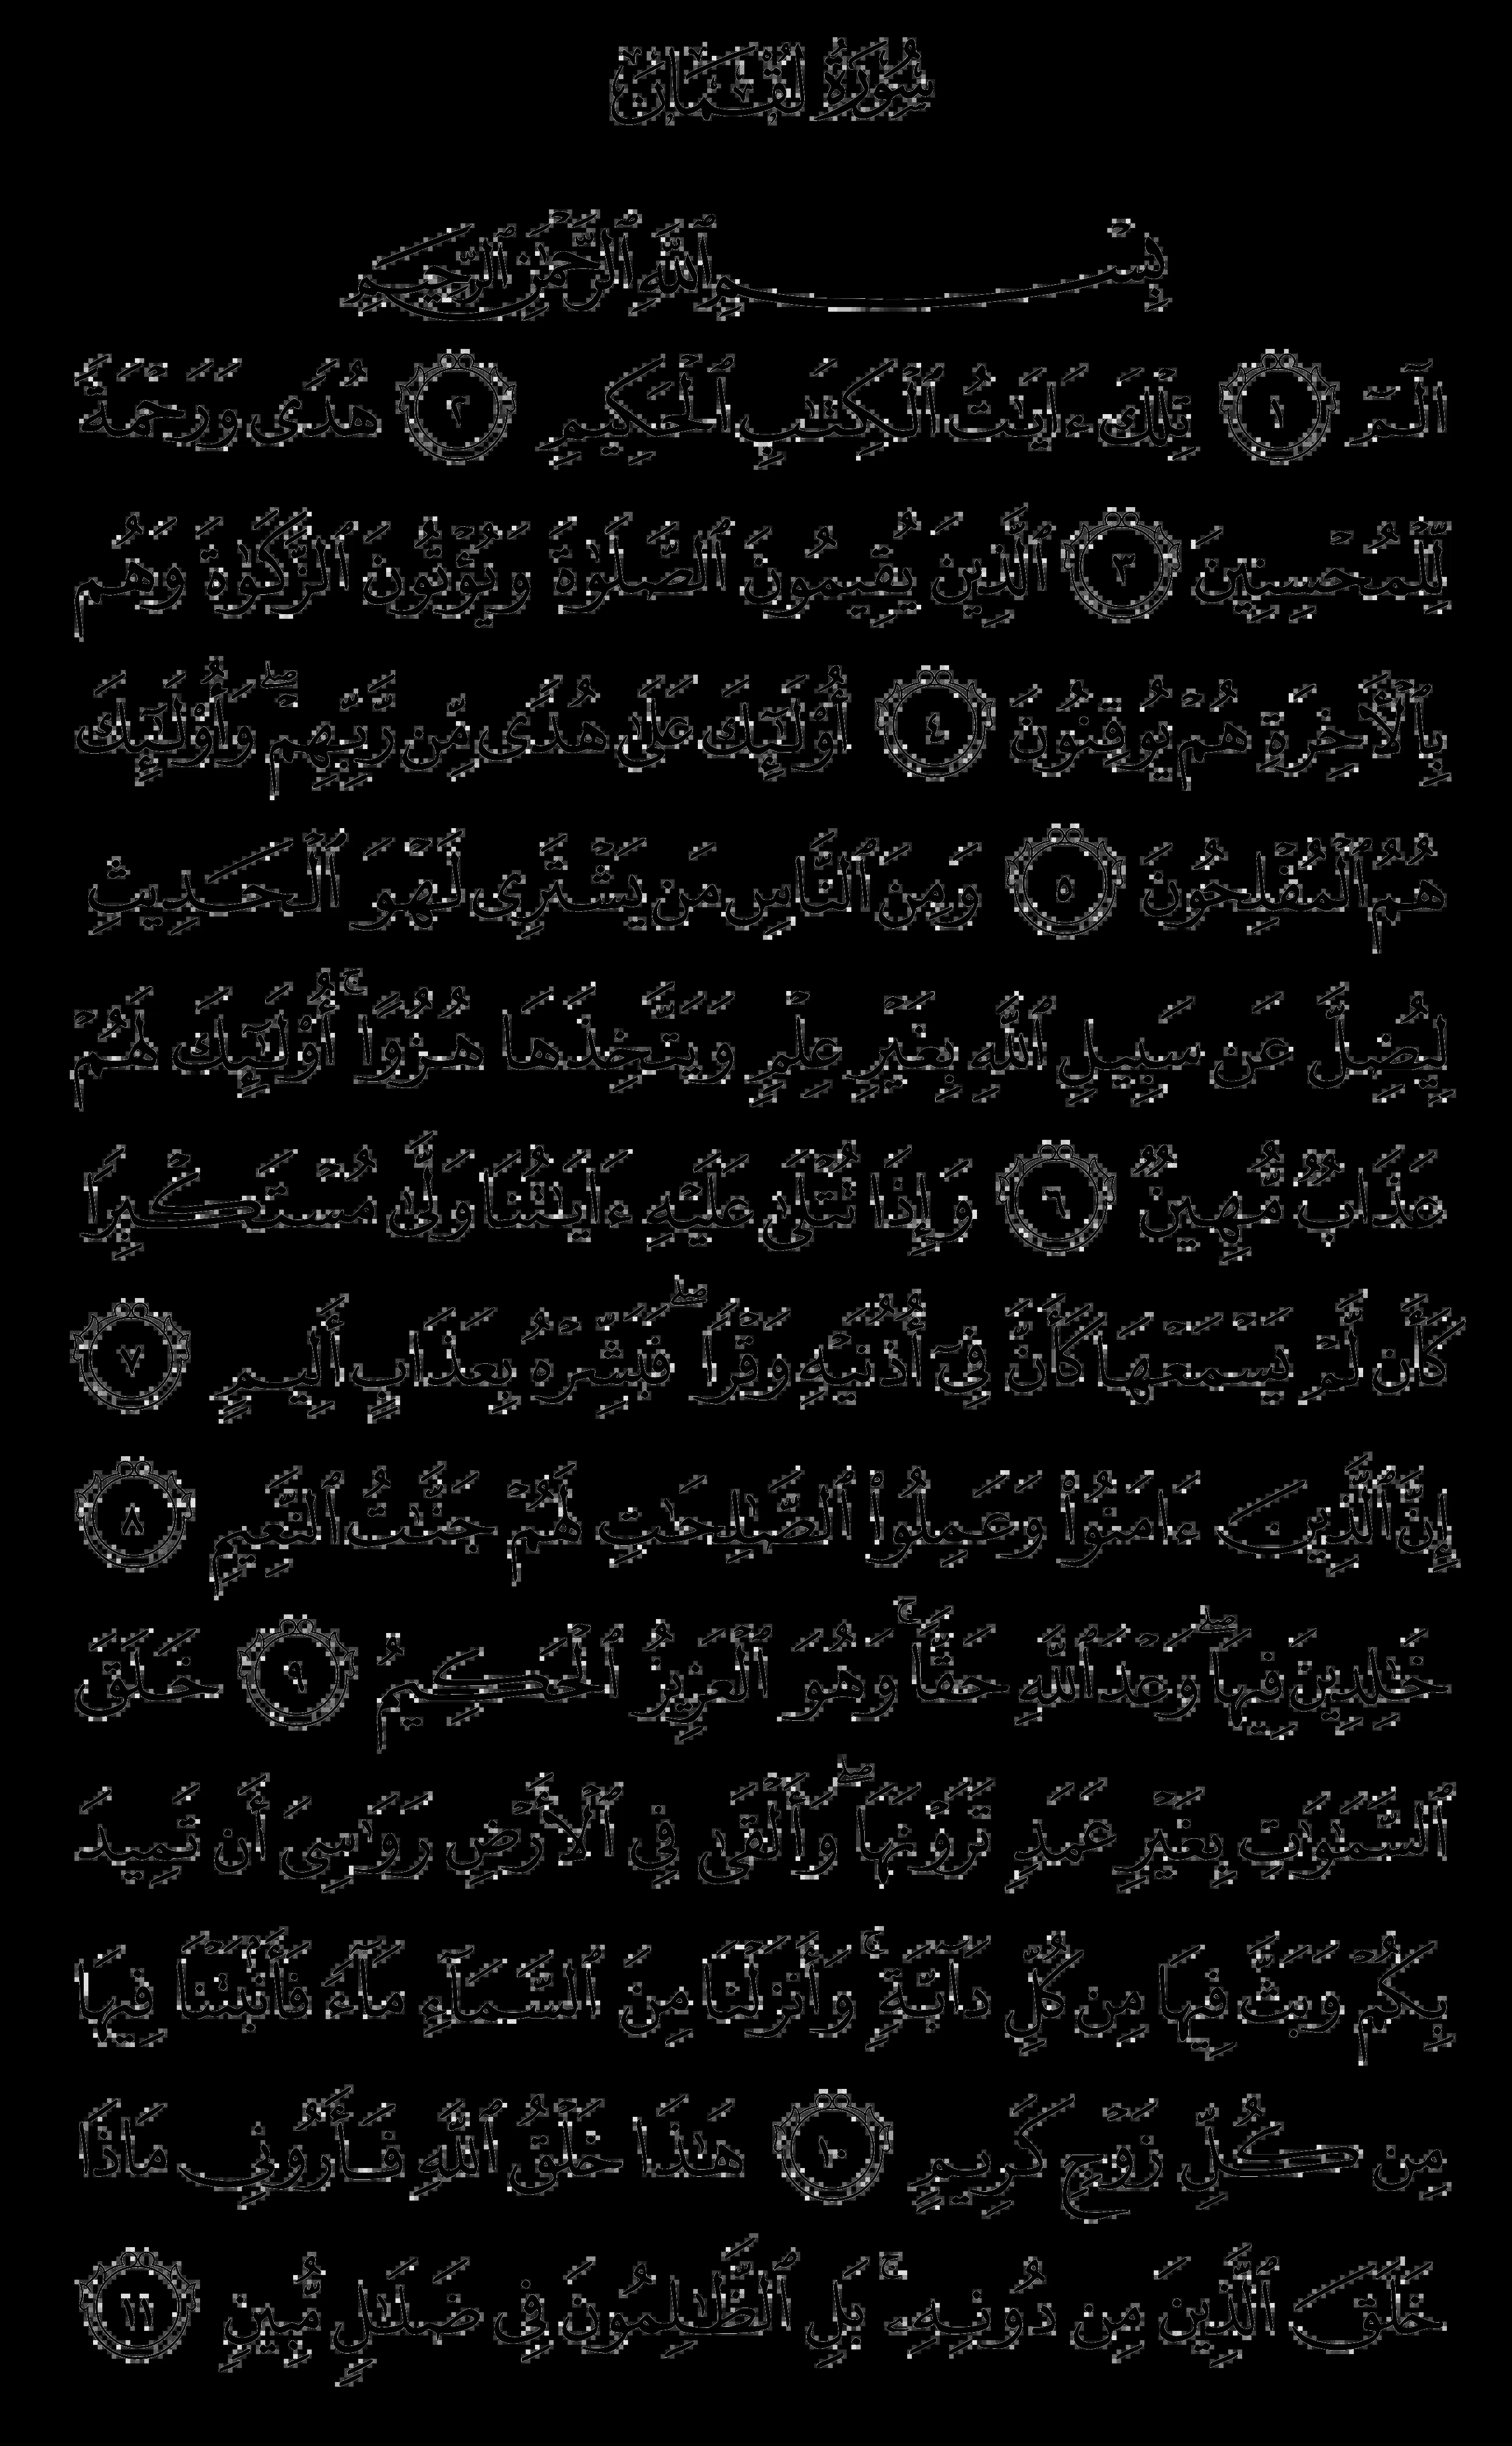 سُورَةُ لُقۡمَانَ
بِسۡمِ ٱللَّهِ ٱلرَّحۡمَٰنِ ٱلرَّحِيمِ
الٓمٓ ١ تِلۡكَ ءَايَٰتُ ٱلۡكِتَٰبِ ٱلۡحَكِيمِ ٢ هُدٗى وَرَحۡمَةٗ
لِّلۡمُحۡسِنِينَ ٣ ٱلَّذِينَ يُقِيمُونَ ٱلصَّلَوٰةَ وَيُؤۡتُونَ ٱلزَّكَوٰةَ وَهُم
بِٱلۡأٓخِرَةِ هُمۡ يُوقِنُونَ ٤ أُوْلَٰٓئِكَ عَلَىٰ هُدٗى مِّن رَّبِّهِمۡۖ وَأُوْلَٰٓئِكَ
هُمُ ٱلۡمُفۡلِحُونَ ٥ وَمِنَ ٱلنَّاسِ مَن يَشۡتَرِي لَهۡوَ ٱلۡحَدِيثِ
لِيُضِلَّ عَن سَبِيلِ ٱللَّهِ بِغَيۡرِ عِلۡمٖ وَيَتَّخِذَهَا هُزُوًاۚ أُوْلَٰٓئِكَ لَهُمۡ
عَذَابٞ مُّهِينٞ ٦ وَإِذَا تُتۡلَىٰ عَلَيۡهِ ءَايَٰتُنَا وَلَّىٰ مُسۡتَكۡبِرٗا
كَأَن لَّمۡ يَسۡمَعۡهَا كَأَنَّ فِيٓ أُذُنَيۡهِ وَقۡرٗاۖ فَبَشِّرۡهُ بِعَذَابٍ أَلِيمٍ ٧
إِنَّ ٱلَّذِينَ ءَامَنُواْ وَعَمِلُواْ ٱلصَّٰلِحَٰتِ لَهُمۡ جَنَّٰتُ ٱلنَّعِيمِ ٨
خَٰلِدِينَ فِيهَاۖ وَعۡدَ ٱللَّهِ حَقّٗاۚ وَهُوَ ٱلۡعَزِيزُ ٱلۡحَكِيمُ ٩ خَلَقَ
ٱلسَّمَٰوَٰتِ بِغَيۡرِ عَمَدٖ تَرَوۡنَهَاۖ وَأَلۡقَىٰ فِي ٱلۡأَرۡضِ رَوَٰسِيَ أَن تَمِيدَ
بِكُمۡ وَبَثَّ فِيهَا مِن كُلِّ دَآبَّةٖۚ وَأَنزَلۡنَا مِنَ ٱلسَّمَآءِ مَآءٗ فَأَنۢبَتۡنَا فِيهَا
مِن كُلِّ زَوۡجٖ كَرِيمٍ ١٠ هَٰذَا خَلۡقُ ٱللَّهِ فَأَرُونِي مَاذَا
خَلَقَ ٱلَّذِينَ مِن دُونِهِۦۚ بَلِ ٱلظَّٰلِمُونَ فِي ضَلَٰلٖ مُّبِينٖ ١١